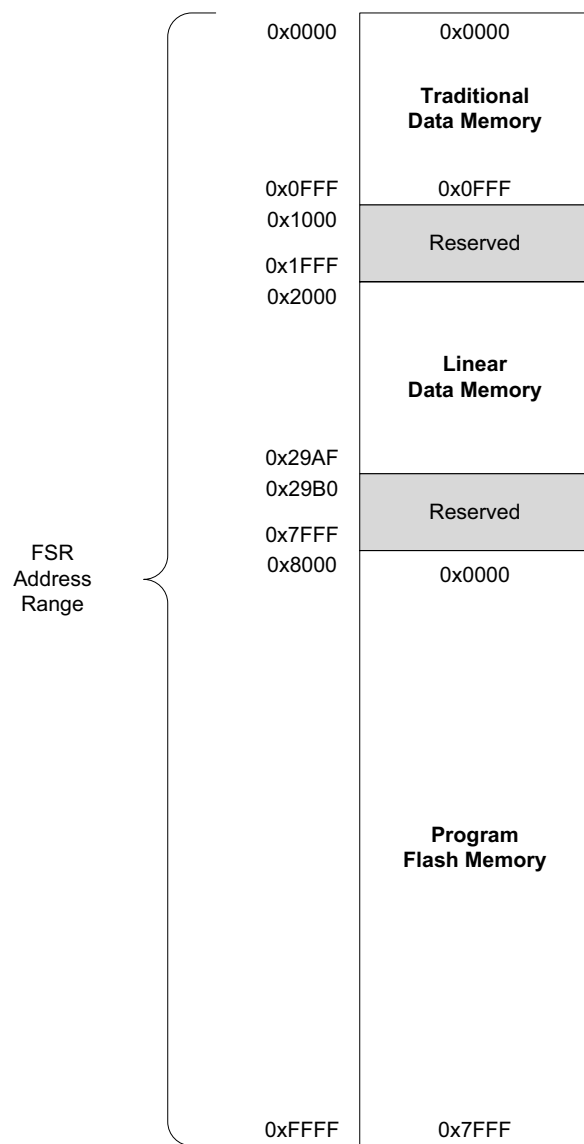 0x0000 0x0000
Traditional
Data Memory
0x0FFF 0x0FFF
0x1000
Reserved
0x1FFF
0x2000
Linear
Data Memory
0x29AF
0x29B0
Reserved
0x7FFF
0x8000 0x0000
FSR
Address
Range
Program
Flash Memory
0xFFFF 0x7FFF